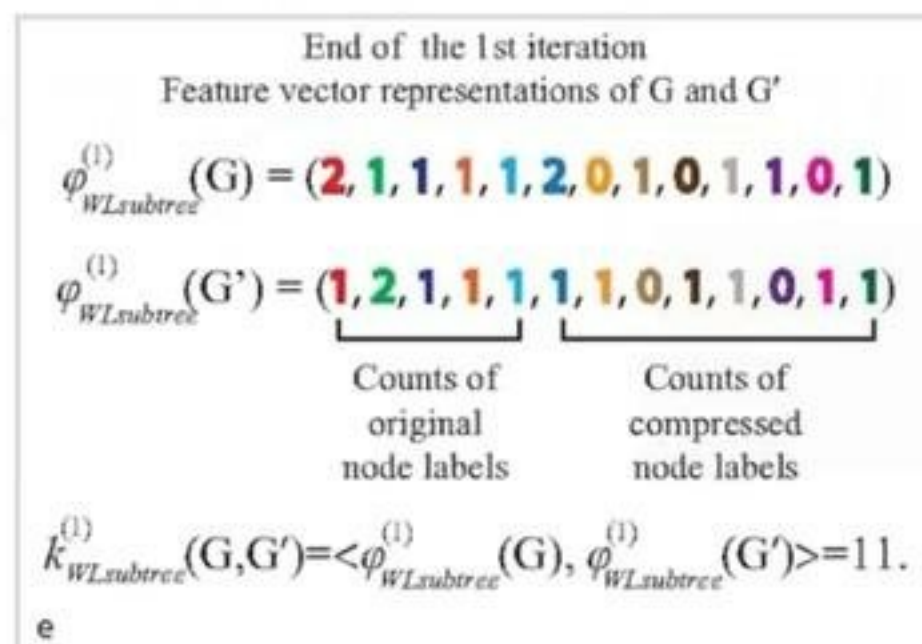 End of the 1st iteration
Feature vector representations of G and G′
φ(1)WLsubtree(G) = (2, 1, 1, 1, 1, 2, 0, 1, 0, 1, 1, 0, 1)
φ(1)WLsubtree(G’) = (1, 2, 1, 1, 1, 1, 1, 0, 1, 1, 0, 1, 1)
Counts of original node labels
Counts of compressed node labels
k(1)WLsubtree(G,G′)=<φ(1)WLsubtree(G), φ(1)WLsubtree(G′)>=11.
e